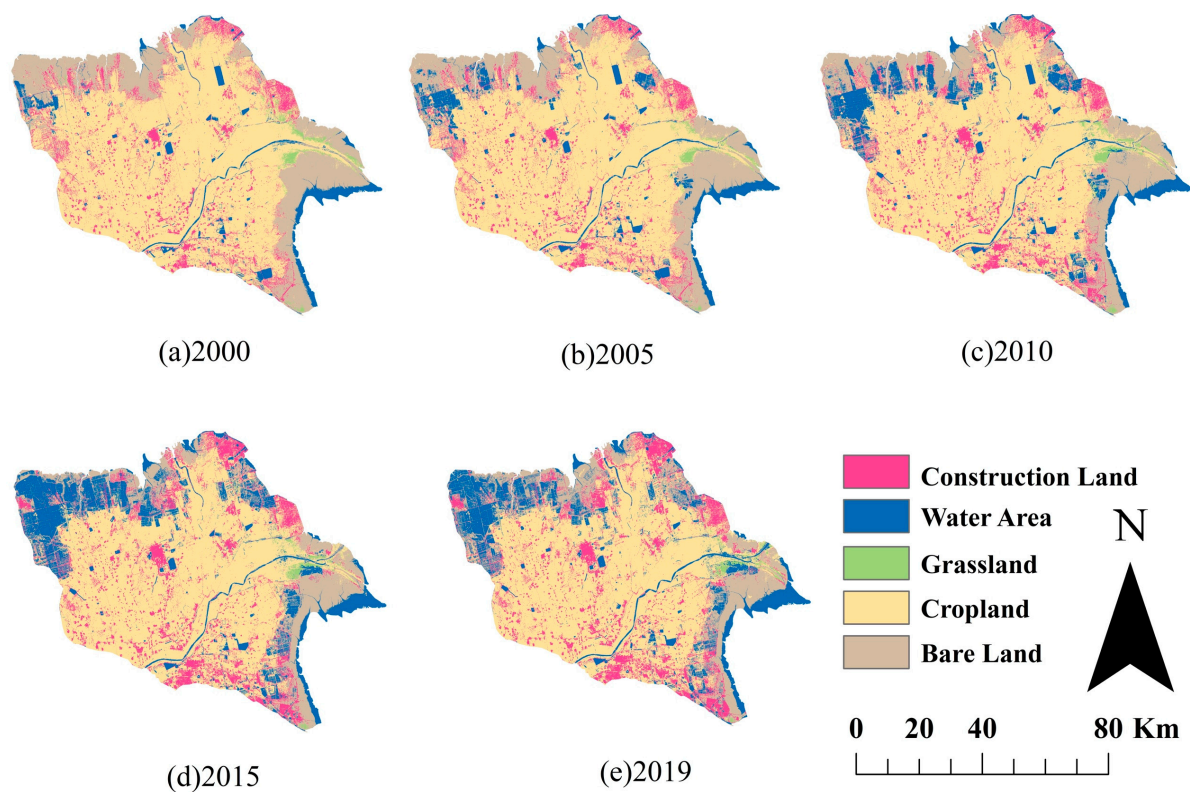 (a)2000
(b)2005
(c)2010
Construction Land
Water Area
Grassland
Cropland
Bare Land
N
0 20 40 80 Km
(d)2015
(e)2019